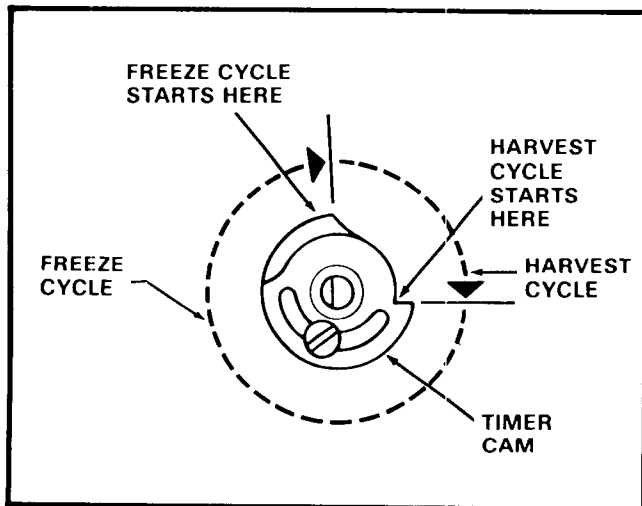 FREEZE CYCLE
STARTS HERE
HARVEST
CYCLE
STARTS
HERE
FREEZE
CYCLE
HARVEST
CYCLE
TIMER
CAM